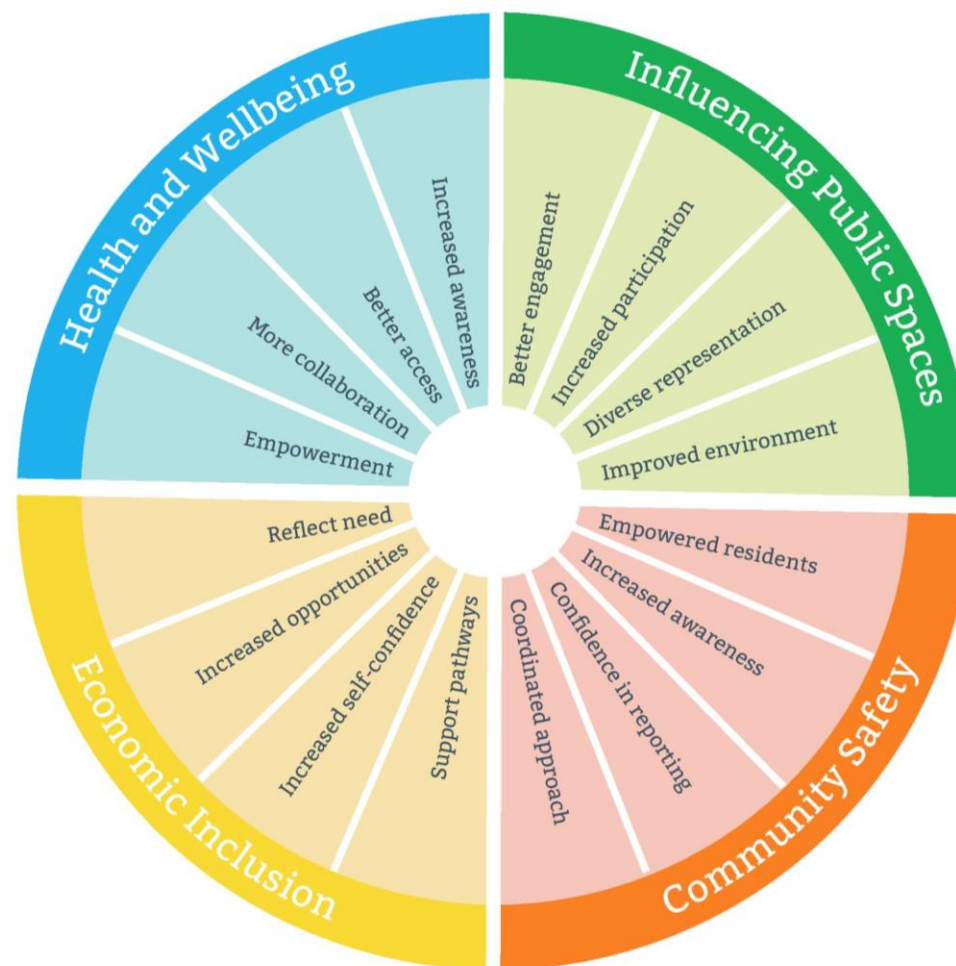 Health and Wellbeing
Empowerment
More collaboration
Better access
Increased awareness
Influencing Public Spaces
Better engagement
Increased participation
Diverse representation
Improved environment
Community Safety
Empowered residents
Increased awareness
Confidence in reporting
Coordinated approach
Economic Inclusion
Support pathways
Increased self-confidence
Increased opportunities
Reflect need